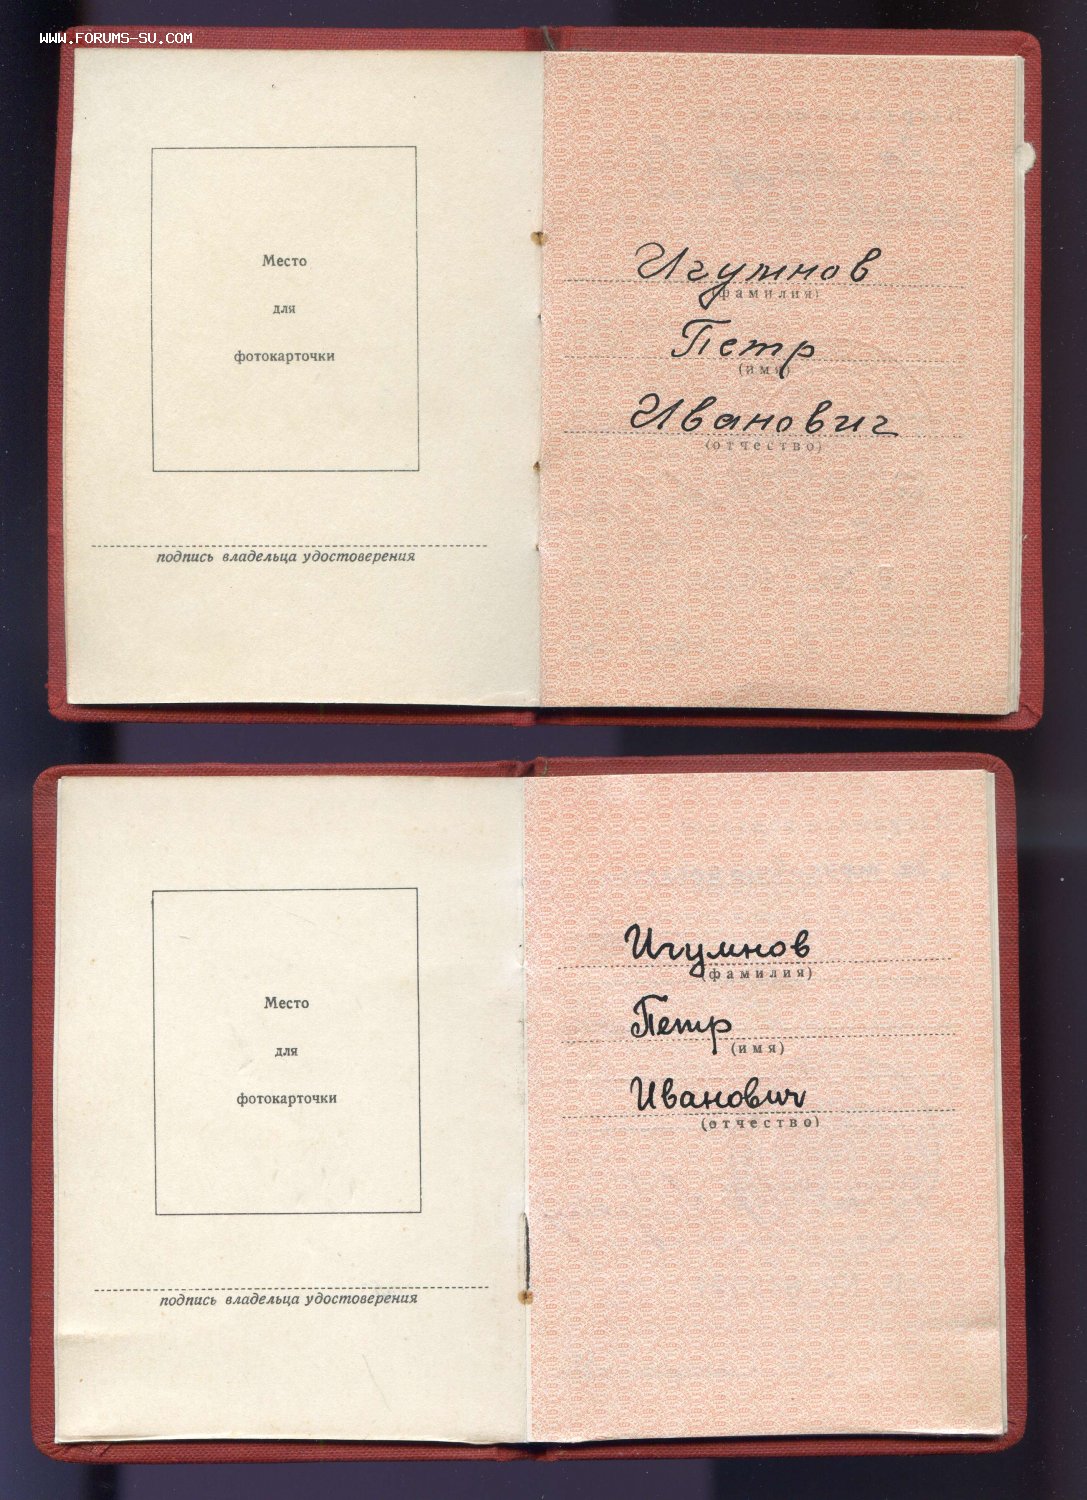 WWW.FORUMS-SU.COM
Место
для
фотокарточки
подпись владельца удостоверения
Игумнов
(фамилия)
Петр
(имя)
Иванович
(отчество)
Место
для
фотокарточки
подпись владельца удостоверения
Игумнов
(фамилия)
Петр
(имя)
Иванович
(отчество)